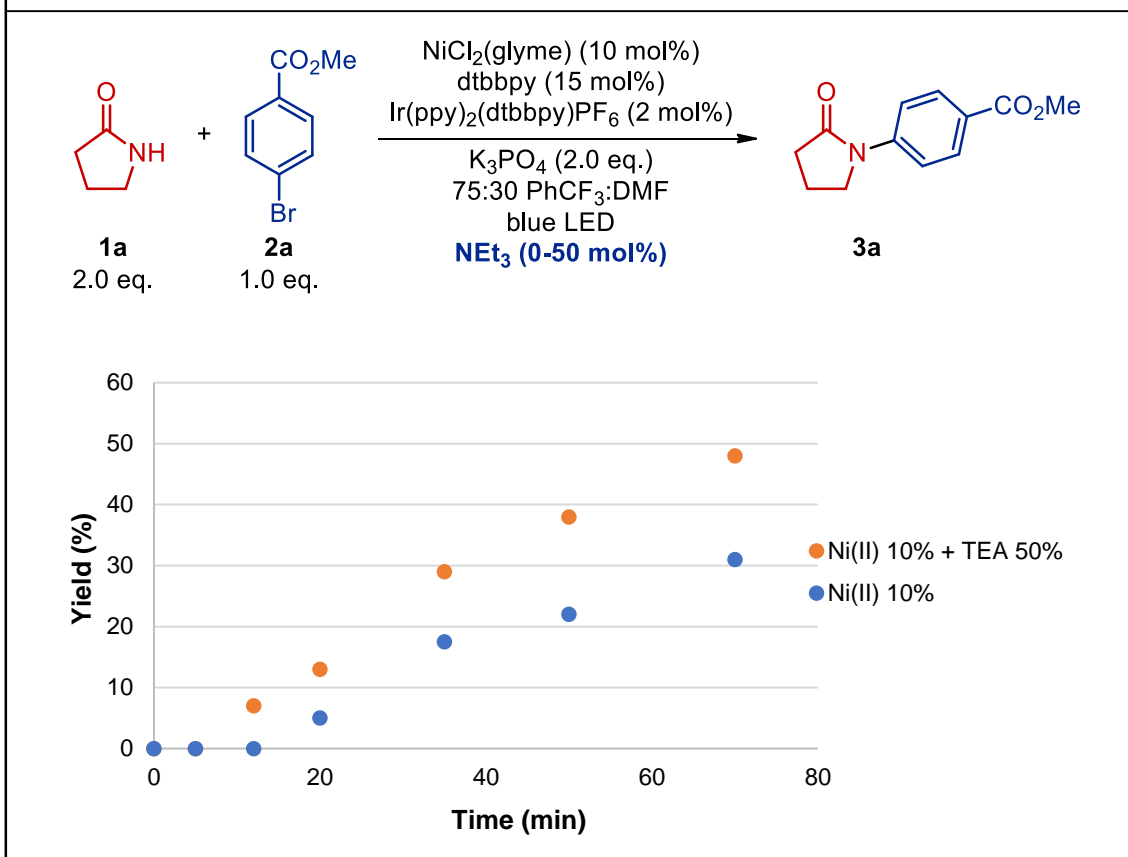 NiCl2(glyme) (10 mol%)
dtbbpy (15 mol%)
Ir(ppy)2(dtbbpy)PF6 (2 mol%)
K3PO4 (2.0 eq.)
75:30 PhCF3:DMF
blue LED
NEt3 (0-50 mol%)
O
NH
1a
2.0 eq.
+
CO2Me
Br
2a
1.0 eq.
O
N
CO2Me
3a
60
50
40
30
20
10
0
Yield (%)
0 20 40 60 80
Time (min)
Ni(II) 10% + TEA 50%
Ni(II) 10%